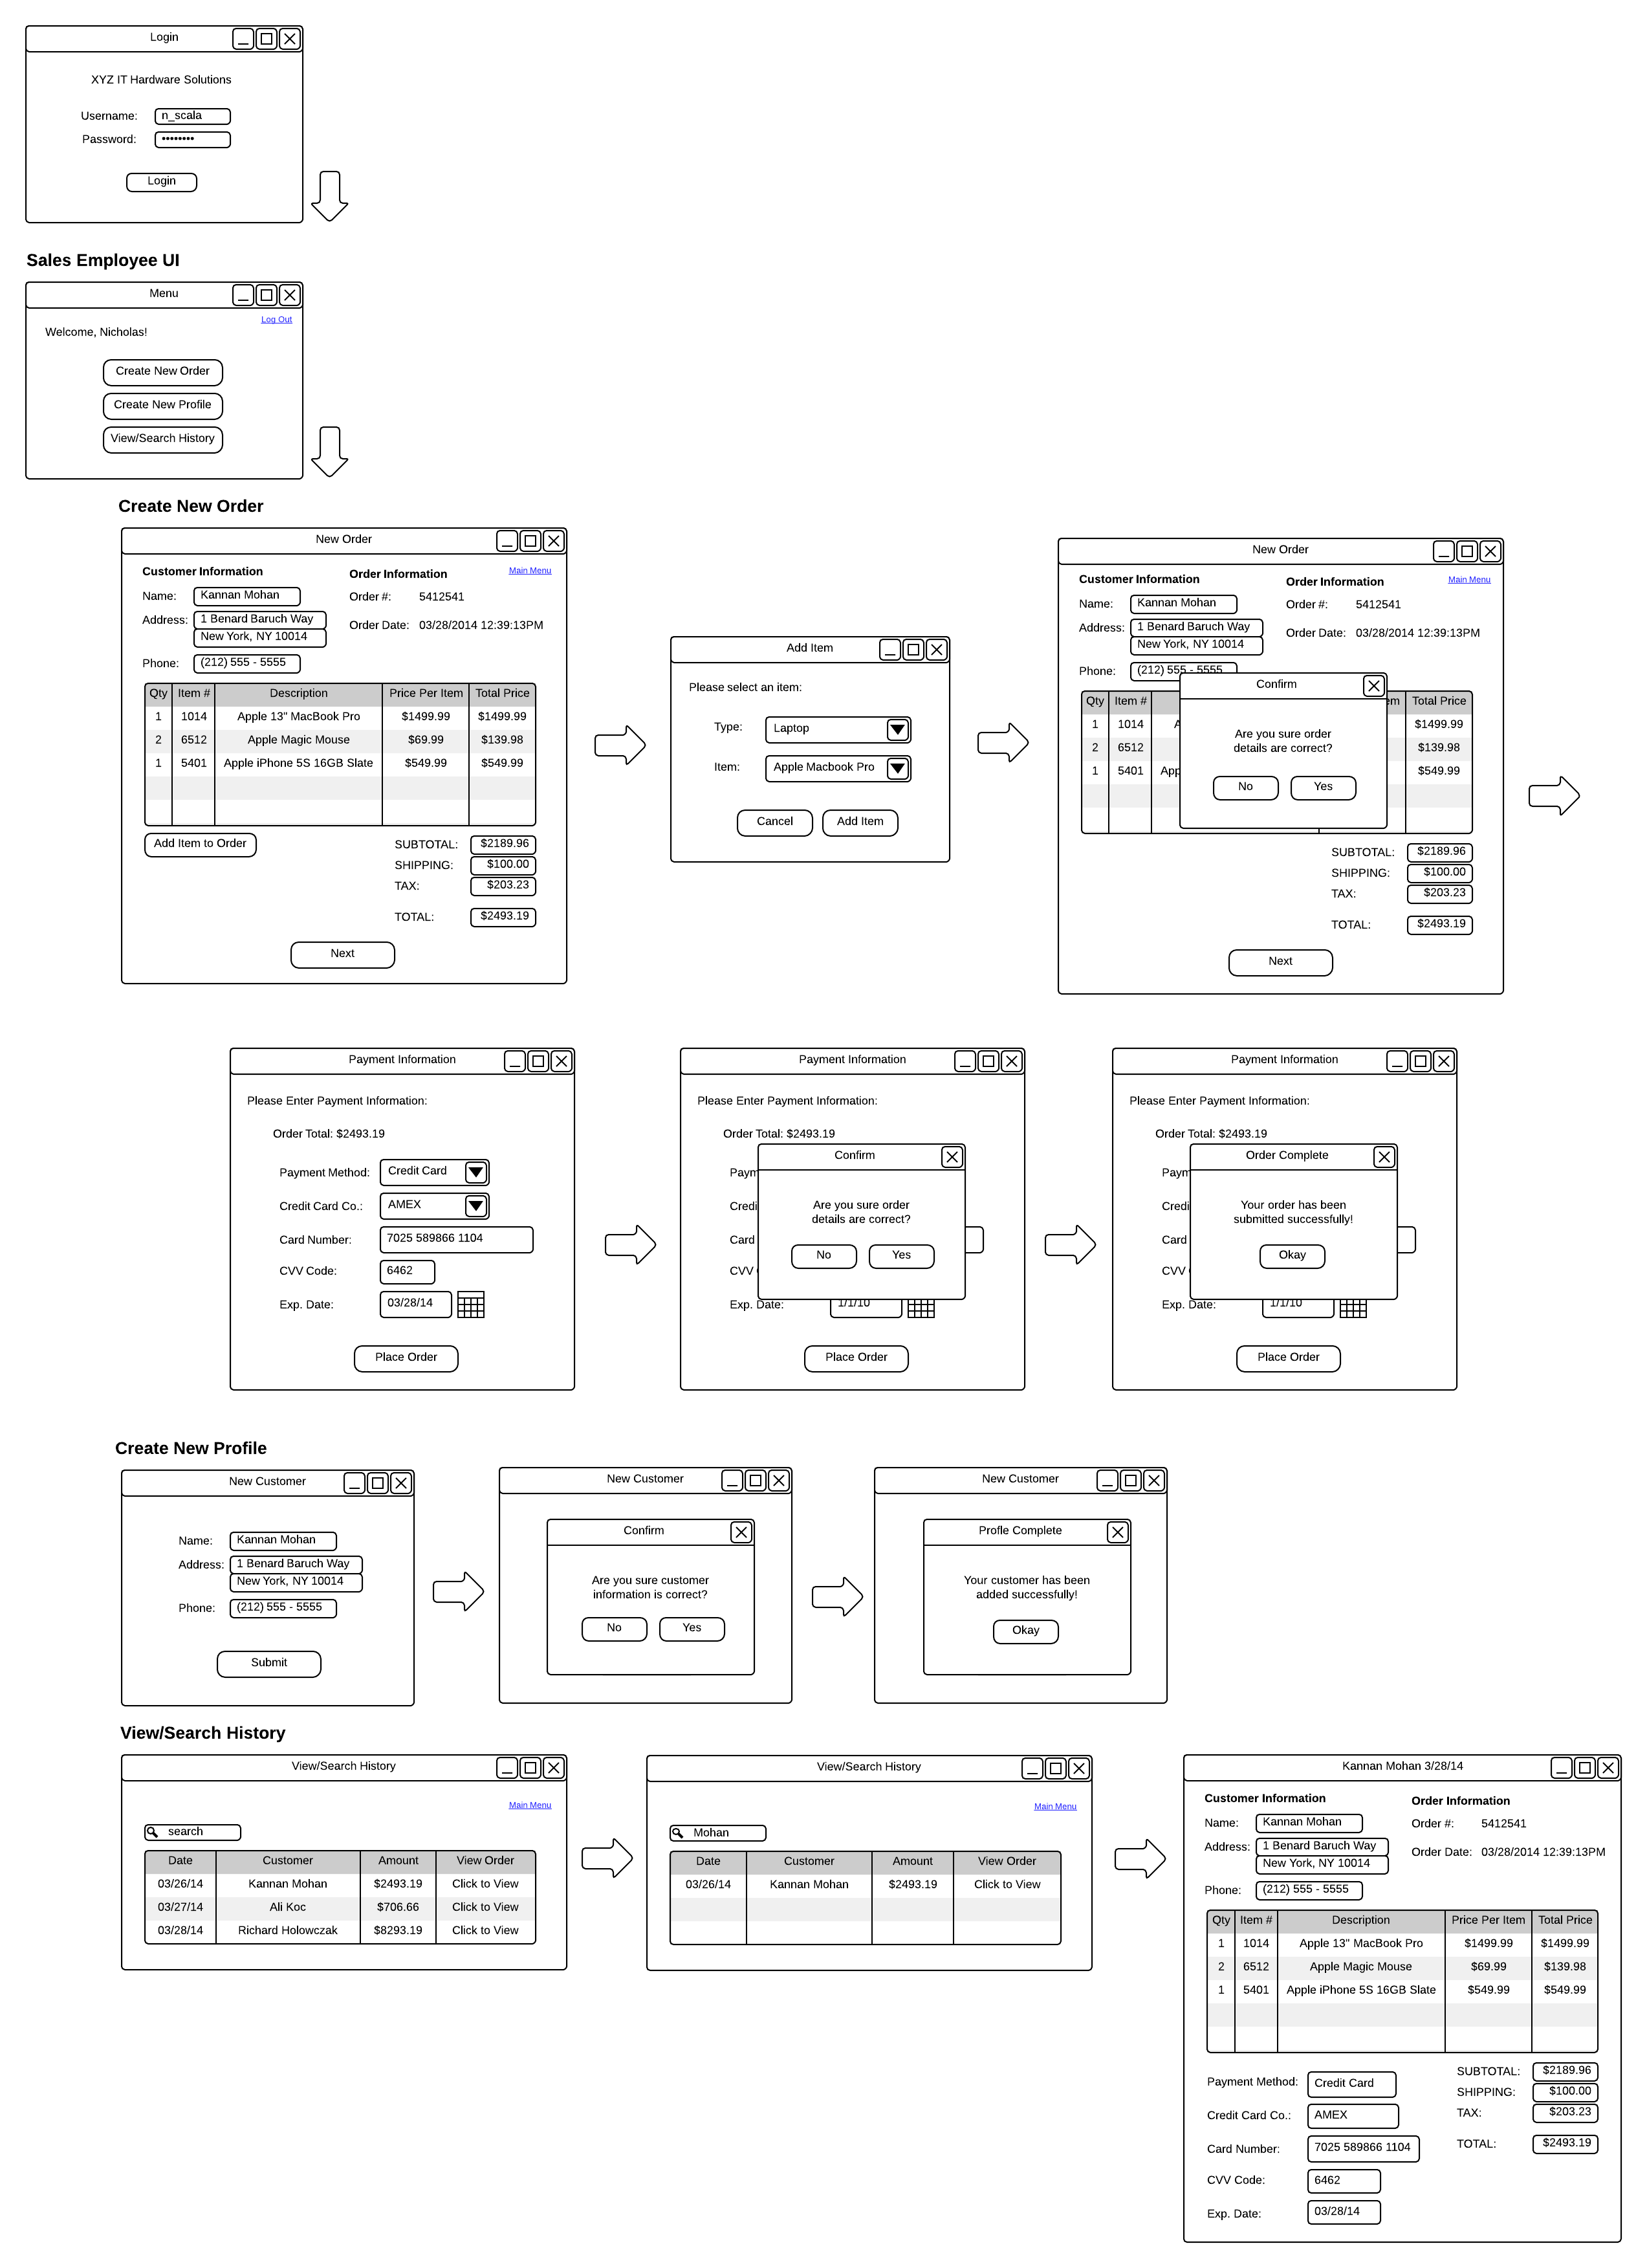 Login
XYZ IT Hardware Solutions
Username: n_scala
Password: ••••••••
Login
Sales Employee UI
Menu
Log Out
Welcome, Nicholas!
Create New Order
Create New Profile
View/Search History
Create New Order
New Order
Customer Information Order Information Main Menu
Name: Kannan Mohan Order #: 5412541
Address: 1 Benard Baruch Way
New York, NY 10014 Order Date: 03/28/2014 12:39:13PM
Phone: (212) 555 - 5555
Qty Item # Description Price Per Item Total Price
1 1014 Apple 13" MacBook Pro $1499.99 $1499.99
2 6512 Apple Magic Mouse $69.99 $139.98
1 5401 Apple iPhone 5S 16GB Slate $549.99 $549.99
Add Item to Order
SUBTOTAL: $2189.96
SHIPPING: $100.00
TAX: $203.23
TOTAL: $2493.19
Next
Add Item
Please select an item:
Type: Laptop
Item: Apple Macbook Pro
Cancel Add Item
New Order
Customer Information Order Information Main Menu
Name: Kannan Mohan Order #: 5412541
Address: 1 Benard Baruch Way
New York, NY 10014 Order Date: 03/28/2014 12:39:13PM
Phone: (212) 555 - 5555
Confirm
Qty Item # em Total Price
1 1014 A $1499.99
Are you sure order
details are correct?
2 6512 $139.98
1 5401 App $549.99
No Yes
SUBTOTAL: $2189.96
SHIPPING: $100.00
TAX: $203.23
TOTAL: $2493.19
Next
Payment Information
Please Enter Payment Information:
Order Total: $2493.19
Payment Method: Credit Card
Credit Card Co.: AMEX
Card Number: 7025 589866 1104
CVV Code: 6462
Exp. Date: 03/28/14
Place Order
Payment Information
Please Enter Payment Information:
Order Total: $2493.19
Confirm
Paym
Credi
Are you sure order
details are correct?
Card
No Yes
CVV
Exp. Date: 1/1/10
Place Order
Payment Information
Please Enter Payment Information:
Order Total: $2493.19
Order Complete
Paym
Credi
Your order has been
submitted successfully!
Card
Okay
CVV
Exp. Date: 1/1/10
Place Order
Create New Profile
New Customer
Name: Kannan Mohan
Address: 1 Benard Baruch Way
New York, NY 10014
Phone: (212) 555 - 5555
Submit
New Customer
Confirm
Are you sure customer
information is correct?
No Yes
New Customer
Profle Complete
Your customer has been
added successfully!
Okay
View/Search History
View/Search History
Main Menu
search
Date Customer Amount View Order
03/26/14 Kannan Mohan $2493.19 Click to View
03/27/14 Ali Koc $706.66 Click to View
03/28/14 Richard Holowczak $8293.19 Click to View
View/Search History
Main Menu
Mohan
Date Customer Amount View Order
03/26/14 Kannan Mohan $2493.19 Click to View
Kannan Mohan 3/28/14
Customer Information Order Information
Name: Kannan Mohan Order #: 5412541
Address: 1 Benard Baruch Way
New York, NY 10014 Order Date: 03/28/2014 12:39:13PM
Phone: (212) 555 - 5555
Qty Item # Description Price Per Item Total Price
1 1014 Apple 13" MacBook Pro $1499.99 $1499.99
2 6512 Apple Magic Mouse $69.99 $139.98
1 5401 Apple iPhone 5S 16GB Slate $549.99 $549.99
SUBTOTAL: $2189.96
Payment Method: Credit Card SHIPPING: $100.00
Credit Card Co.: AMEX TAX: $203.23
Card Number: 7025 589866 1104 TOTAL: $2493.19
CVV Code: 6462
Exp. Date: 03/28/14